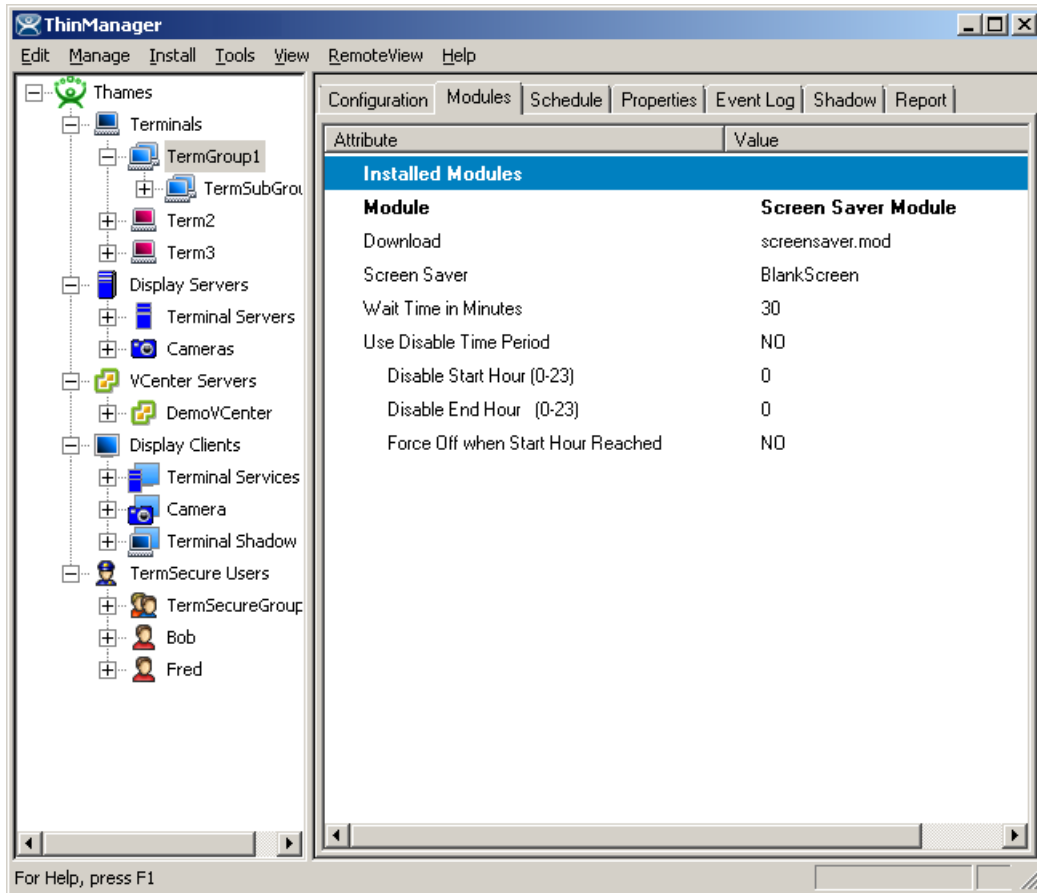 ThinManager
Edit Manage Install Tools View RemoteView Help
Thames
Terminals
TermGroup1
TermSubGrou
Term2
Term3
Display Servers
Terminal Servers
Cameras
VCenter Servers
DemoVCenter
Display Clients
Terminal Services
Camera
Terminal Shadow
TermSecure Users
TermSecureGroup
Bob
Fred
Configuration Modules Schedule Properties Event Log Shadow Report
Attribute Value
Installed Modules
Module Screen Saver Module
Download screensaver.mod
Screen Saver BlankScreen
Wait Time in Minutes 30
Use Disable Time Period NO
Disable Start Hour (0-23) 0
Disable End Hour (0-23) 0
Force Off when Start Hour Reached NO
For Help, press F1